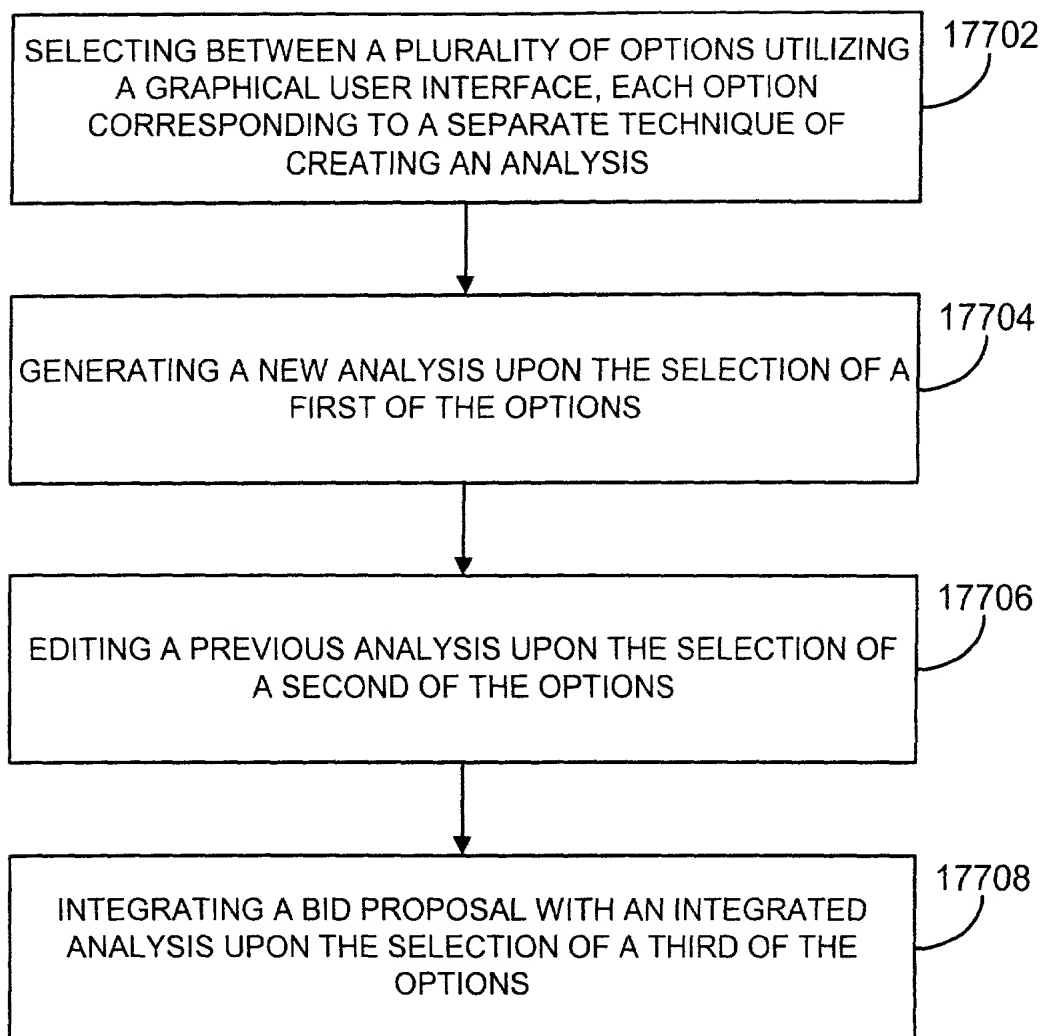 SELECTING BETWEEN A PLURALITY OF OPTIONS UTILIZING
A GRAPHICAL USER INTERFACE, EACH OPTION
CORRESPONDING TO A SEPARATE TECHNIQUE OF
CREATING AN ANALYSIS
17702
GENERATING A NEW ANALYSIS UPON THE SELECTION OF A
FIRST OF THE OPTIONS
17704
EDITING A PREVIOUS ANALYSIS UPON THE SELECTION OF
A SECOND OF THE OPTIONS
17706
INTEGRATING A BID PROPOSAL WITH AN INTEGRATED
ANALYSIS UPON THE SELECTION OF A THIRD OF THE
OPTIONS
17708